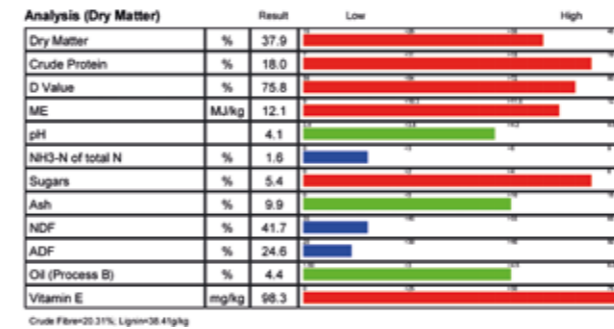 Analysis (Dry Matter) Result Low High
Dry Matter % 37.9
Crude Protein % 18.0
D Value % 75.8
ME MJ/kg 12.1
pH 4.1
NH3-N of total N % 1.6
Sugars % 5.4
Ash % 9.9
NDF % 41.7
ADF % 24.6
Oil (Process B) % 4.4
Vitamin E mg/kg 98.3
Crude Fibre=20.31%; Lignin=38.41g/kg